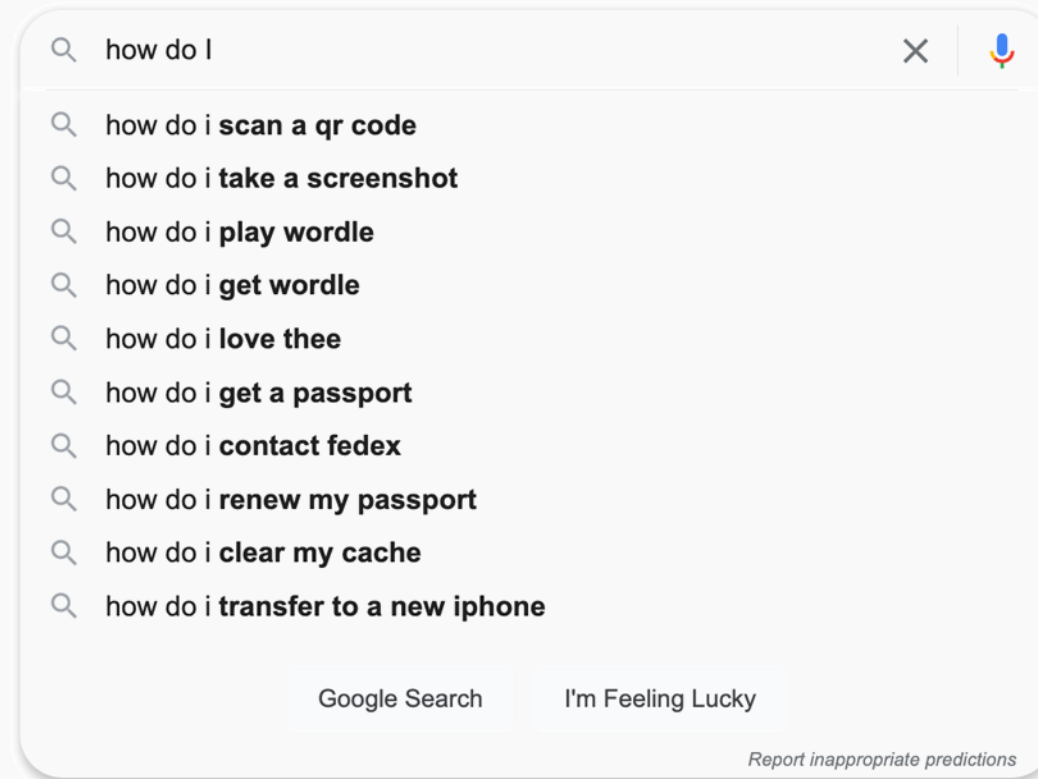 how do I
how do i scan a qr code
how do i take a screenshot
how do i play wordle
how do i get wordle
how do i love thee
how do i get a passport
how do i contact fedex
how do i renew my passport
how do i clear my cache
how do i transfer to a new iphone
Google Search I'm Feeling Lucky
Report inappropriate predictions